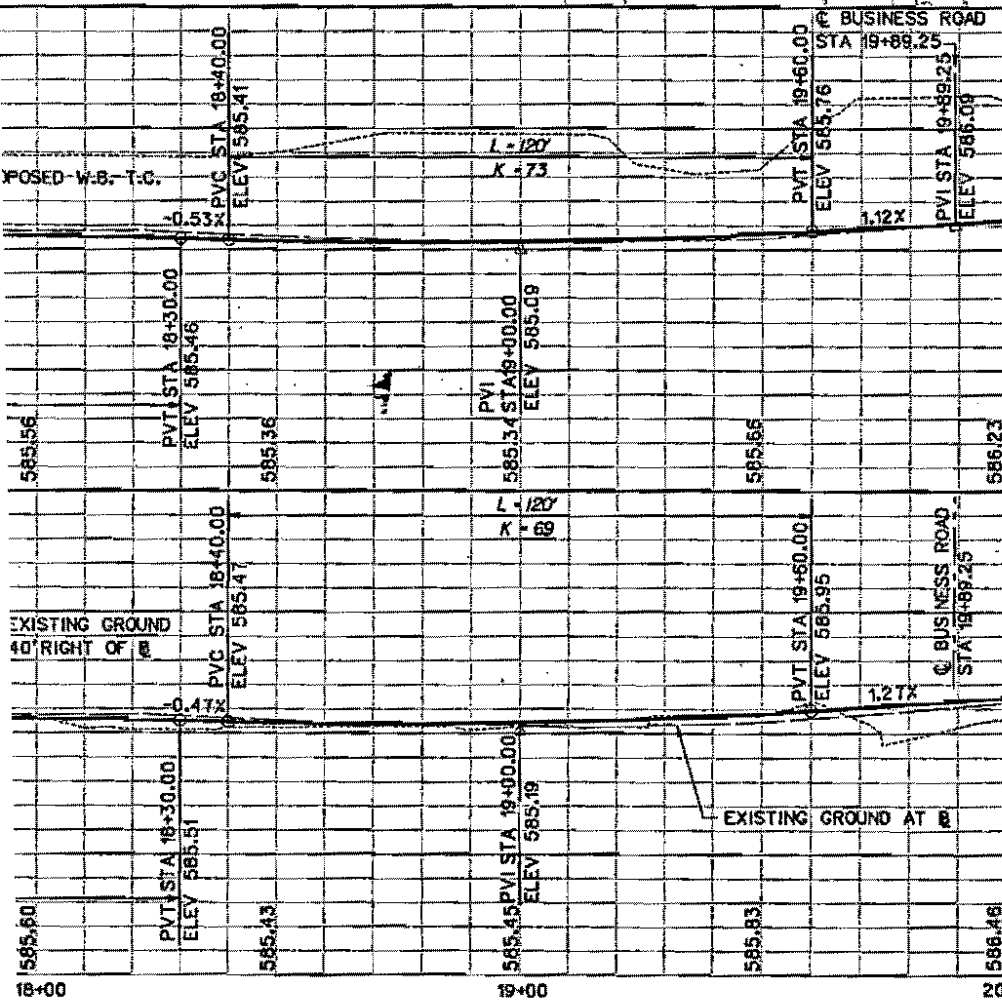 ℄ BUSINESS ROAD
STA 19+89.25
PVC STA 18+40.00
ELEV 585.41
PVT STA 19+60.00
ELEV 585.76
PVI STA 19+89.25
ELEV 586.09
L = 120'
K = 73
XPOSED W.B. T.C.
-0.53%
1.12%
PVT STA 18+30.00
ELEV 585.46
PVI
STA 19+00.00
ELEV 585.09
585.56
585.36
585.34
585.66
586.23
L = 120'
K = 69
PVC STA 18+40.00
ELEV 585.47
PVT STA 19+60.00
ELEV 585.95
℄ BUSINESS ROAD
STA 19+89.25
EXISTING GROUND
40' RIGHT OF
-0.47%
1.27%
PVT STA 18+30.00
ELEV 585.51
PVI STA 19+00.00
ELEV 585.19
EXISTING GROUND AT
585.60
585.43
585.45
585.83
586.46
18+00
19+00
20